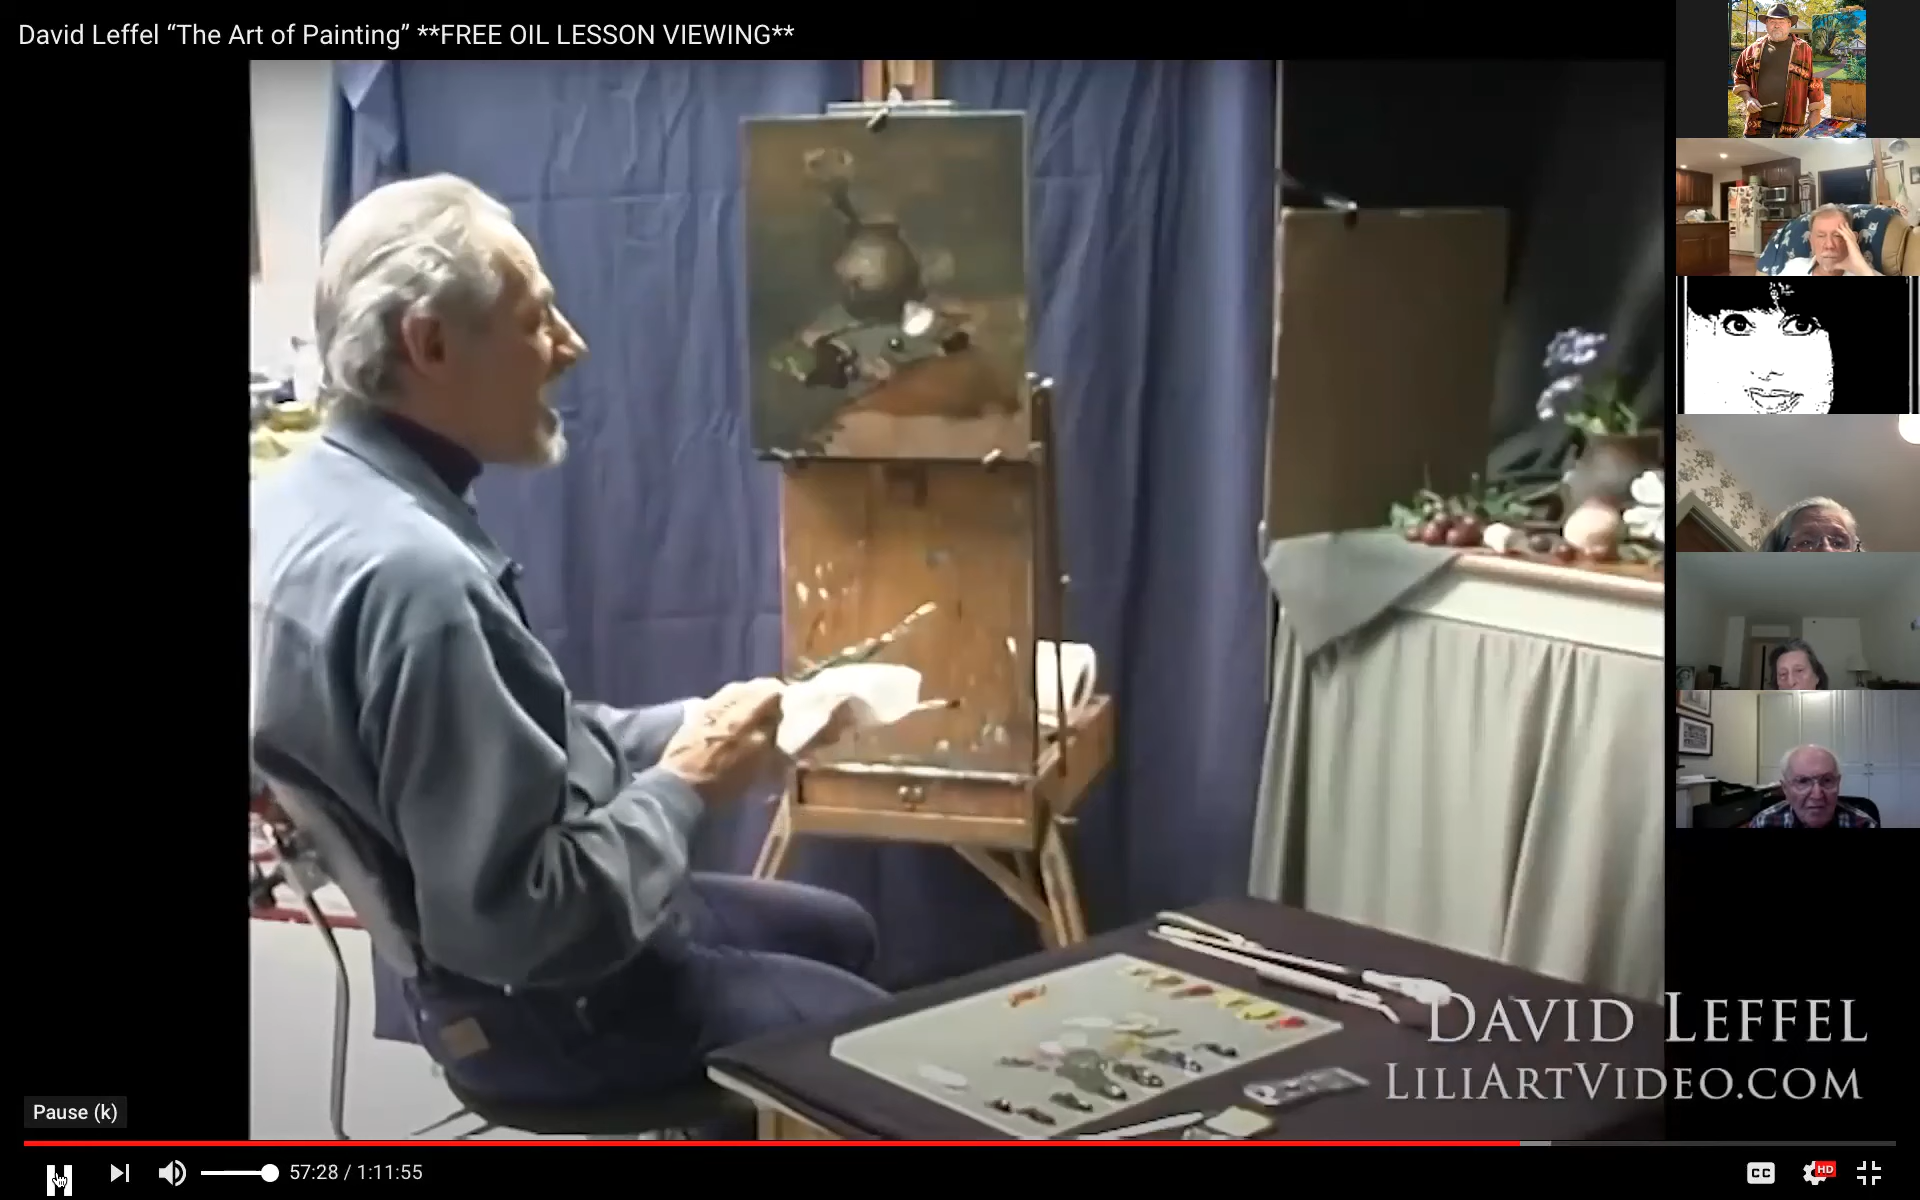 David Leffel “The Art of Painting” **FREE OIL LESSON VIEWING**
DAVID LEFFEL
LILIARTVIDEO.COM
Pause (k)
57:28 / 1:11:55
CC
HD